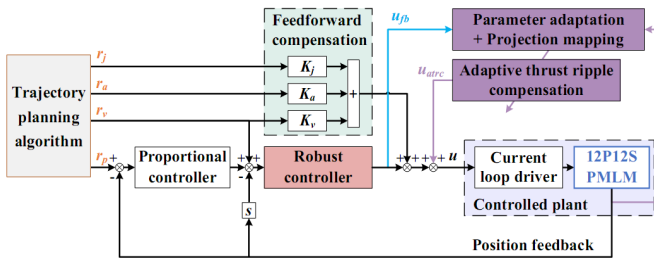 Feedforward
compensation
u_fb
Parameter adaptation
+ Projection mapping
r_j
K_j
u_atrc
Adaptive thrust ripple
compensation
Trajectory
planning
algorithm
r_a
K_a
+
r_v
K_v
r_p
+
-
Proportional
controller
+
+
-
Robust
controller
+
+
+
+
u
Current
loop driver
12P12S
PMLM
s
Controlled plant
Position feedback